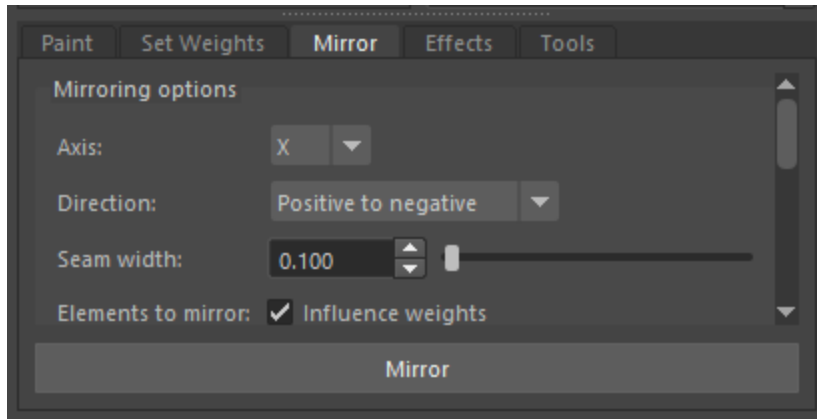 Paint Set Weights Mirror Effects Tools
Mirroring options
Axis: X
Direction: Positive to negative
Seam width: 0.100
Elements to mirror: Influence weights
Mirror